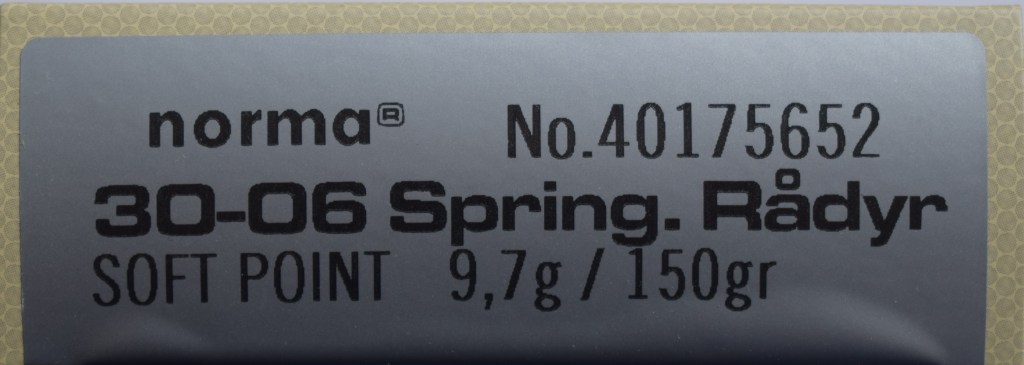 norma® No.40175652
30-06 Spring. Rådyr
SOFT POINT 9,7g / 150gr